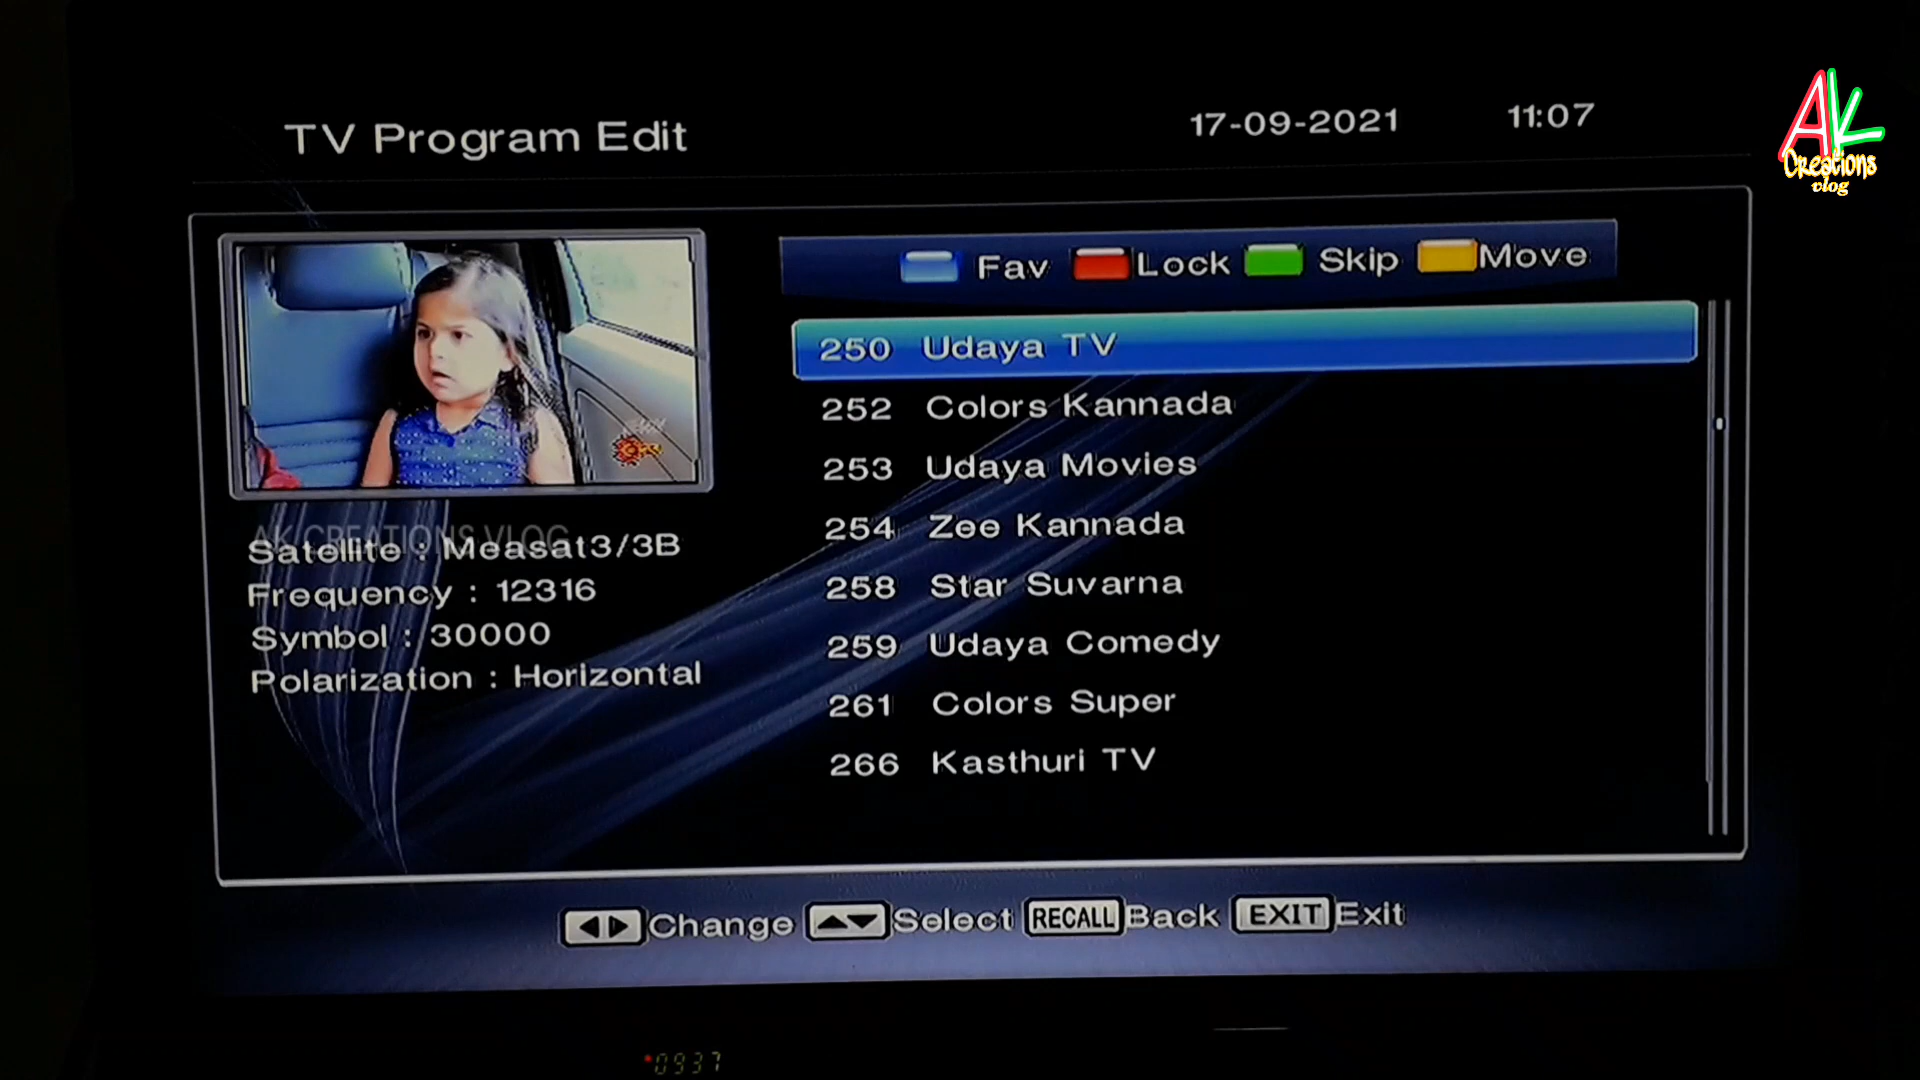 TV Program Edit
17-09-2021 11:07
AK
Creations
vlog
Fav Lock Skip Move
250 Udaya TV
252 Colors Kannada
253 Udaya Movies
254 Zee Kannada
258 Star Suvarna
259 Udaya Comedy
261 Colors Super
266 Kasthuri TV
AK CREATIONS VLOG
Satellite : Measat3/3B
Frequency : 12316
Symbol : 30000
Polarization : Horizontal
Change Select RECALL Back EXIT Exit
0937